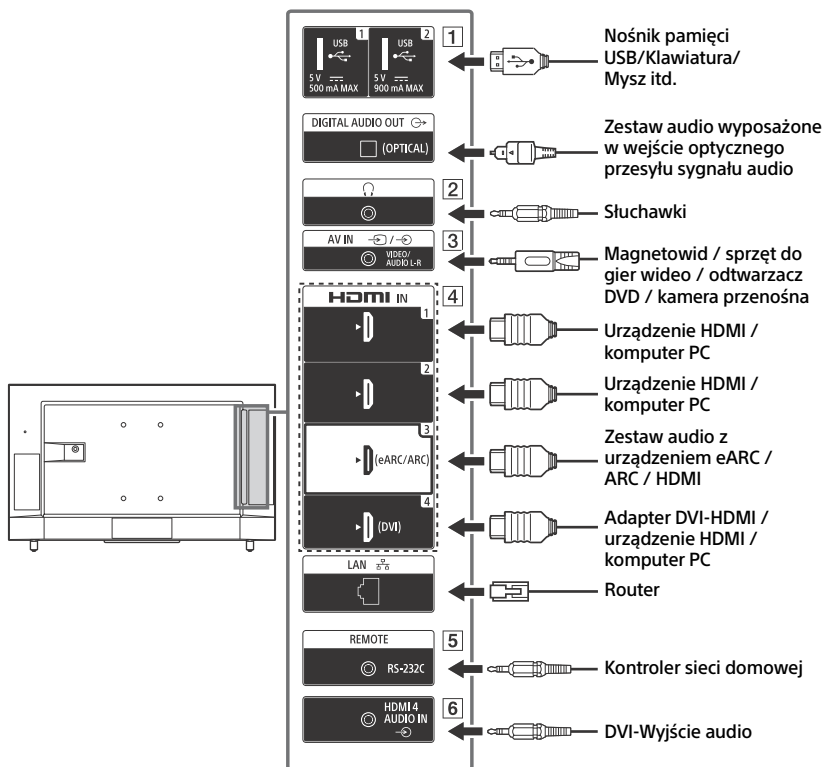 1
USB
5 V
500 mA MAX
2
USB
5 V
900 mA MAX
1
Nośnik pamięci
USB/Klawiatura/
Mysz itd.
DIGITAL AUDIO OUT
(OPTICAL)
Zestaw audio wyposażone
w wejście optycznego
przesyłu sygnału audio
2
Słuchawki
AV IN
/
VIDEO/
AUDIO L-R
3
Magnetowid / sprzęt do
gier wideo / odtwarzacz
DVD / kamera przenośna
HDMI IN
4
1
Urządzenie HDMI /
komputer PC
2
Urządzenie HDMI /
komputer PC
3
(eARC/ARC)
Zestaw audio z
urządzeniem eARC /
ARC / HDMI
4
(DVI)
Adapter DVI-HDMI /
urządzenie HDMI /
komputer PC
LAN
Router
REMOTE
5
RS-232C
Kontroler sieci domowej
HDMI 4
AUDIO IN
6
DVI-Wyjście audio